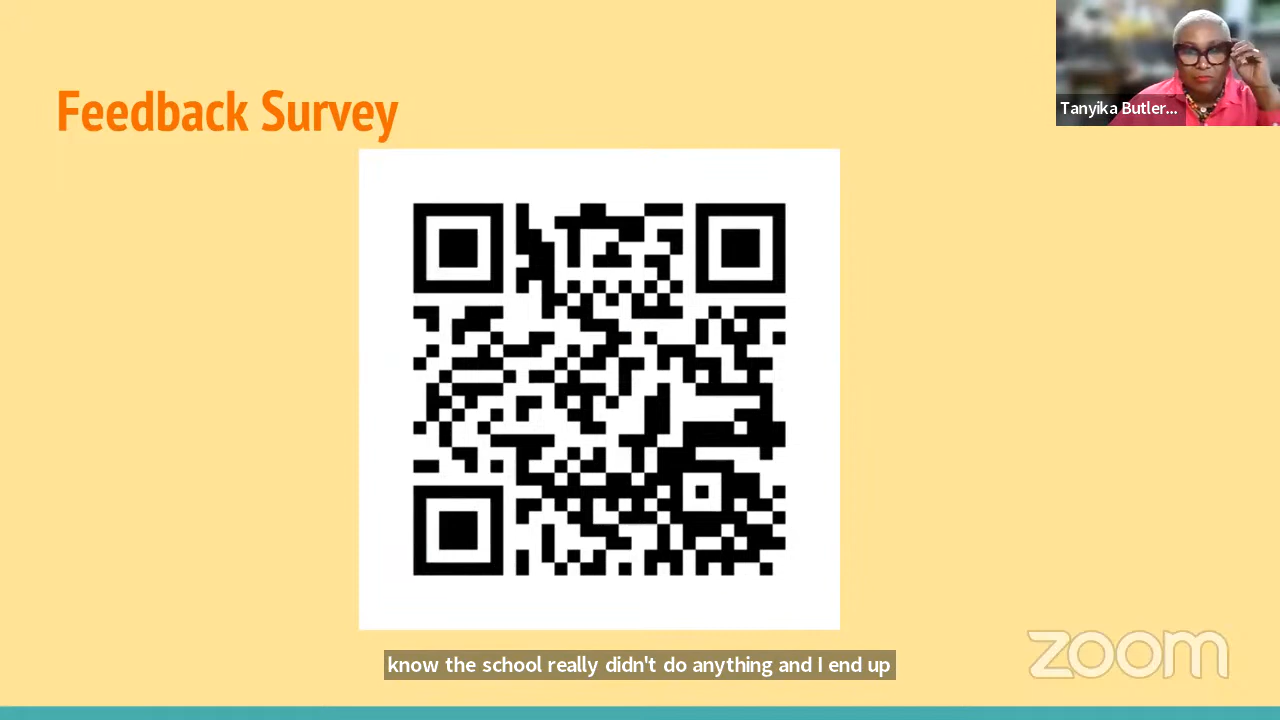 Feedback Survey
Tanyika Butler...
know the school really didn't do anything and I end up
zoom